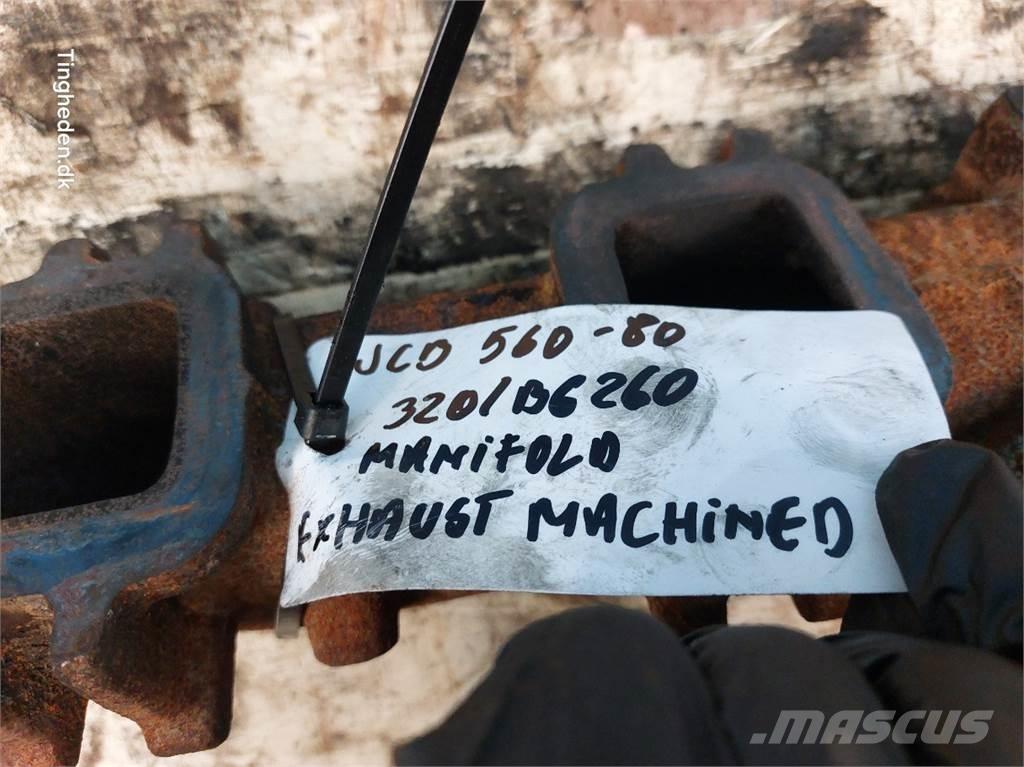 Tingheden.dk
JCB 560-80
320/B6260
MANiFOLD
EXHAUST MACHiNED
.MASCUS